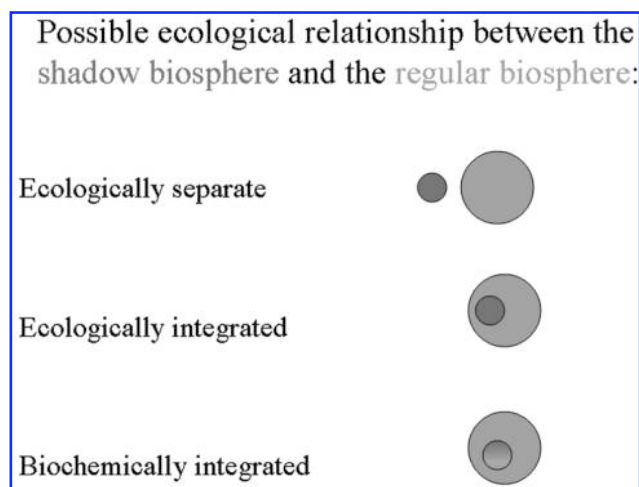 Possible ecological relationship between the
shadow biosphere and the regular biosphere:
Ecologically separate
Ecologically integrated
Biochemically integrated